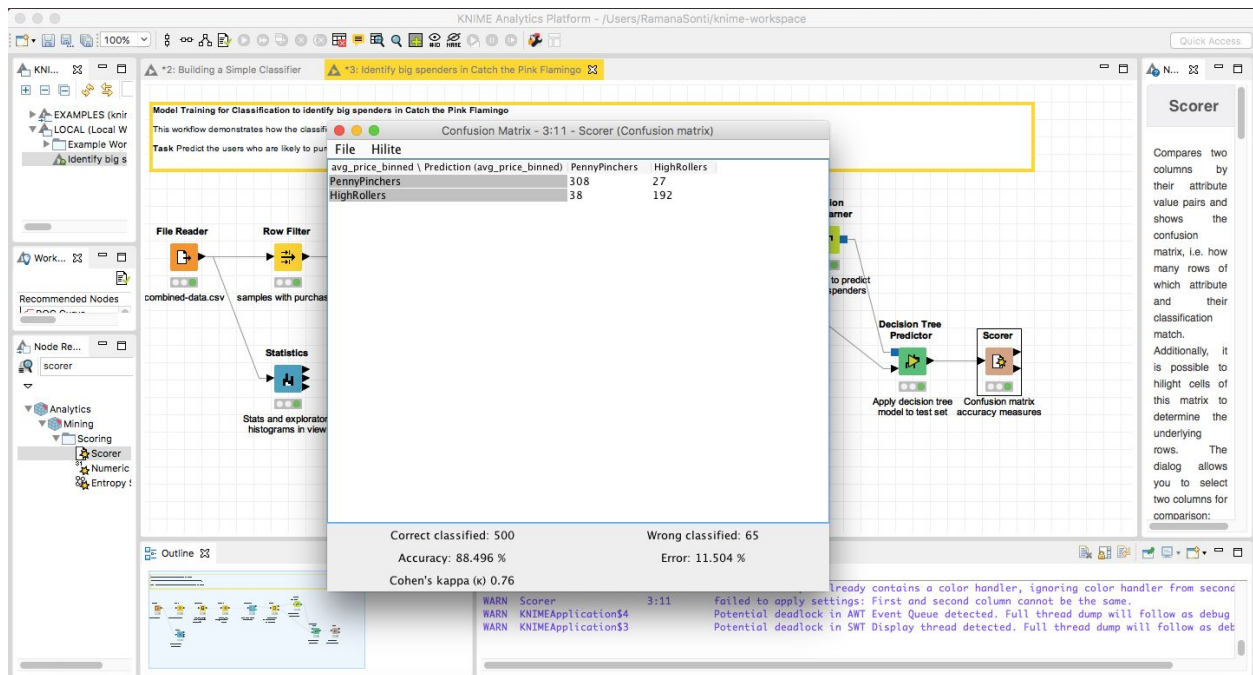 KNIME Analytics Platform - /Users/RamanaSonti/knime-workspace
100%
Quick Access
KNI...
*2: Building a Simple Classifier
*3: Identify big spenders in Catch the Pink Flamingo
N...
EXAMPLES (knir
LOCAL (Local W
Example Wor
Identify big s
Model Training for Classification to identify big spenders in Catch the Pink Flamingo
This workflow demonstrates how the classifi
Task Predict the users who are likely to pur
Confusion Matrix - 3:11 - Scorer (Confusion matrix)
File Hilite
avg_price_binned \ Prediction (avg_price_binned) PennyPinchers HighRollers
PennyPinchers 308 27
HighRollers 38 192
Correct classified: 500 Wrong classified: 65
Accuracy: 88.496 % Error: 11.504 %
Cohen's kappa (κ) 0.76
File Reader
combined-data.csv
Row Filter
samples with purchas
Statistics
Stats and explorator
histograms in view
ion
arner
to predict
spenders
Decision Tree
Predictor
Apply decision tree
model to test set
Scorer
Confusion matrix
accuracy measures
Work...
Recommended Nodes
Node Re...
scorer
Analytics
Mining
Scoring
Scorer
Numeric
Entropy
Outline
Scorer
Compares two
columns by
their attribute
value pairs and
shows the
confusion
matrix, i.e. how
many rows of
which attribute
and their
classification
match.
Additionally, it
is possible to
hilight cells of
this matrix to
determine the
underlying
rows. The
dialog allows
you to select
two columns for
comparison:
lready contains a color handler, ignoring color handler from second
WARN Scorer 3:11 failed to apply settings: First and second column cannot be the same.
WARN KNIMEApplication$4 Potential deadlock in AWT Event Queue detected. Full thread dump will follow as debug
WARN KNIMEApplication$3 Potential deadlock in SWT Display thread detected. Full thread dump will follow as deb